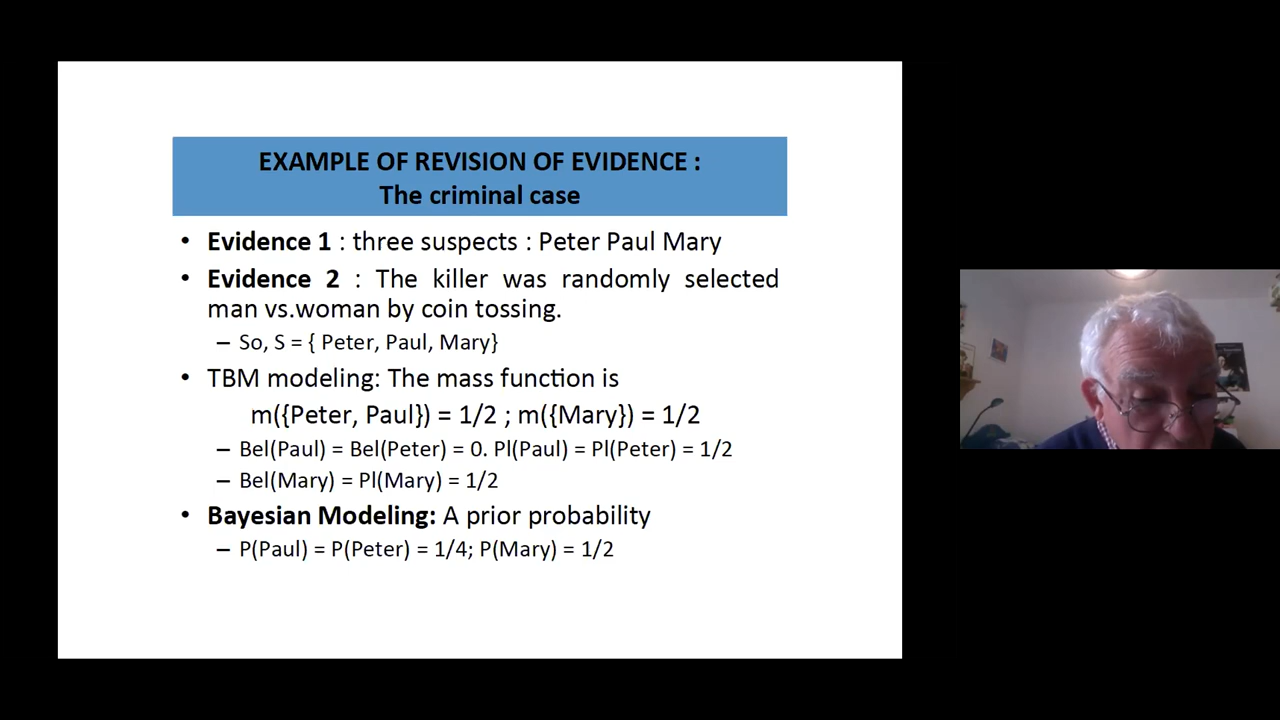 EXAMPLE OF REVISION OF EVIDENCE :
The criminal case
• Evidence 1 : three suspects : Peter Paul Mary
• Evidence 2 : The killer was randomly selected
man vs.woman by coin tossing.
– So, S = { Peter, Paul, Mary}
• TBM modeling: The mass function is
m({Peter, Paul}) = 1/2 ; m({Mary}) = 1/2
– Bel(Paul) = Bel(Peter) = 0. Pl(Paul) = Pl(Peter) = 1/2
– Bel(Mary) = Pl(Mary) = 1/2
• Bayesian Modeling: A prior probability
– P(Paul) = P(Peter) = 1/4; P(Mary) = 1/2